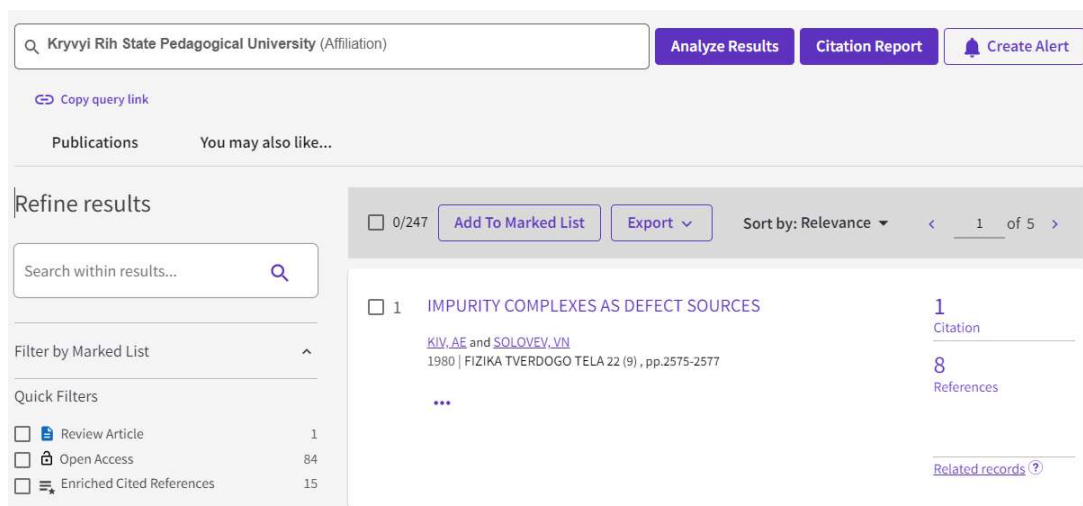 Kryvyi Rih State Pedagogical University (Affiliation)
Analyze Results
Citation Report
Create Alert
Copy query link
Publications
You may also like...
Refine results
0/247
Add To Marked List
Export
Sort by: Relevance
1 of 5
Search within results...
Filter by Marked List
Quick Filters
Review Article 1
Open Access 84
Enriched Cited References 15
1 IMPURITY COMPLEXES AS DEFECT SOURCES
KIV, AE and SOLOVEV, VN
1980 | FIZIKA TVERDOGO TELA 22 (9) , pp.2575-2577
...
1
Citation
8
References
Related records ?